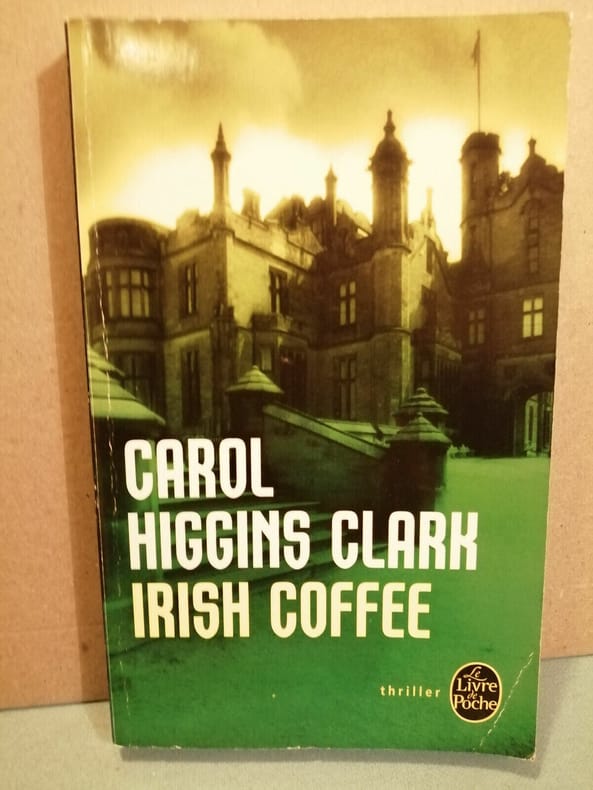 CAROL
HIGGINS CLARK
IRISH COFFEE
thriller
Le
Livre
de
Poche